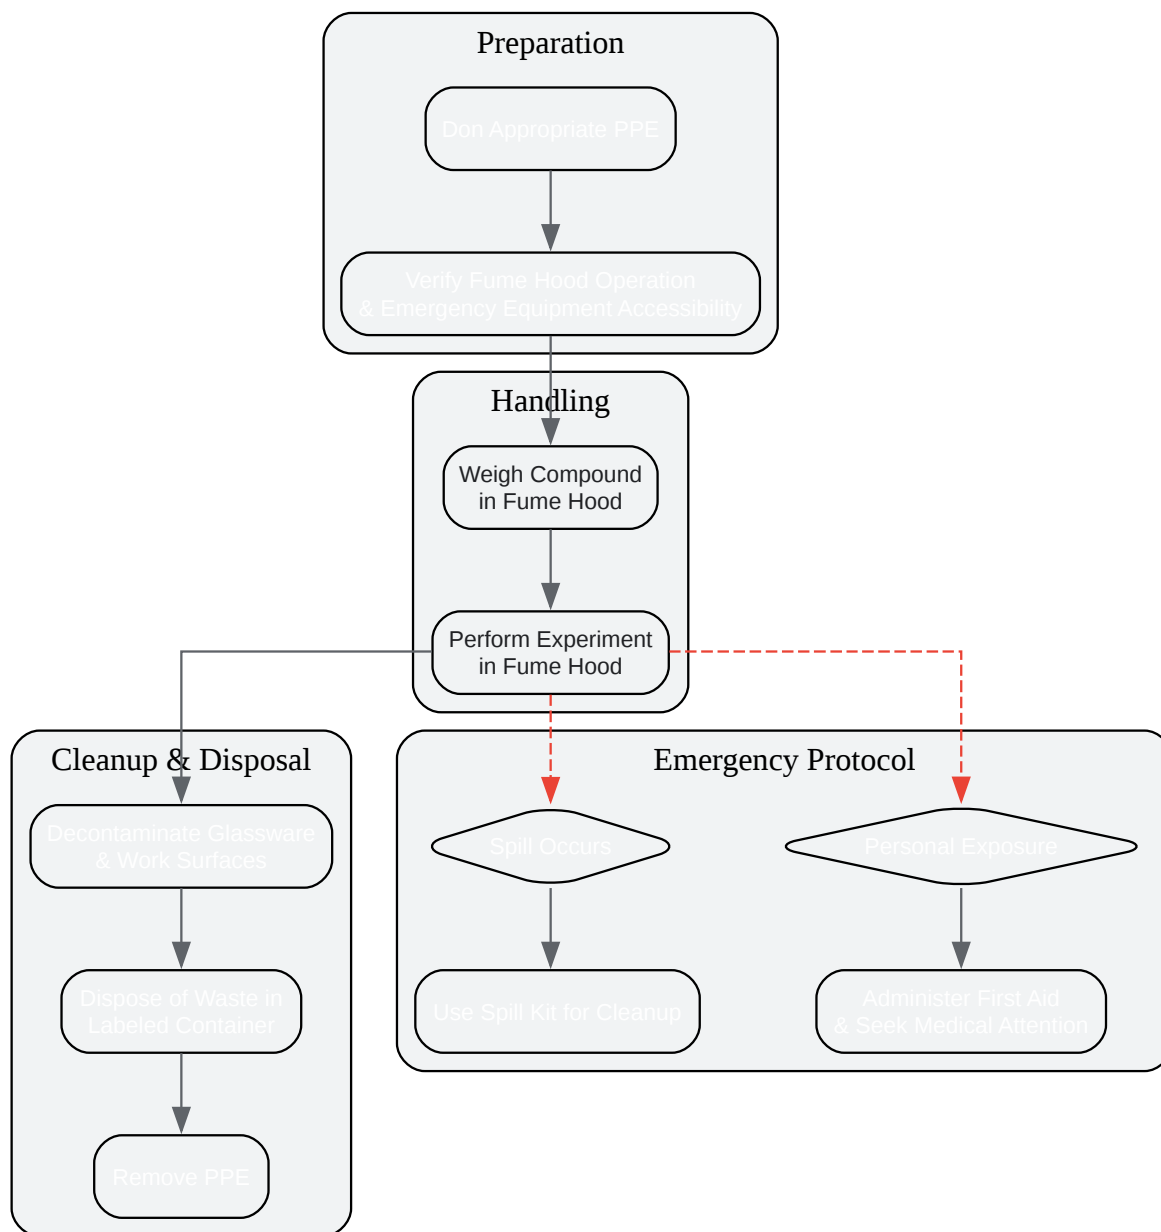 Preparation
Don Appropriate PPE
Verify Fume Hood Operation
& Emergency Equipment Accessibility
Handling
Weigh Compound
in Fume Hood
Perform Experiment
in Fume Hood
Cleanup & Disposal
Decontaminate Glassware
& Work Surfaces
Dispose of Waste in
Labeled Container
Remove PPE
Emergency Protocol
Spill Occurs
Personal Exposure
Use Spill Kit for Cleanup
Administer First Aid
& Seek Medical Attention